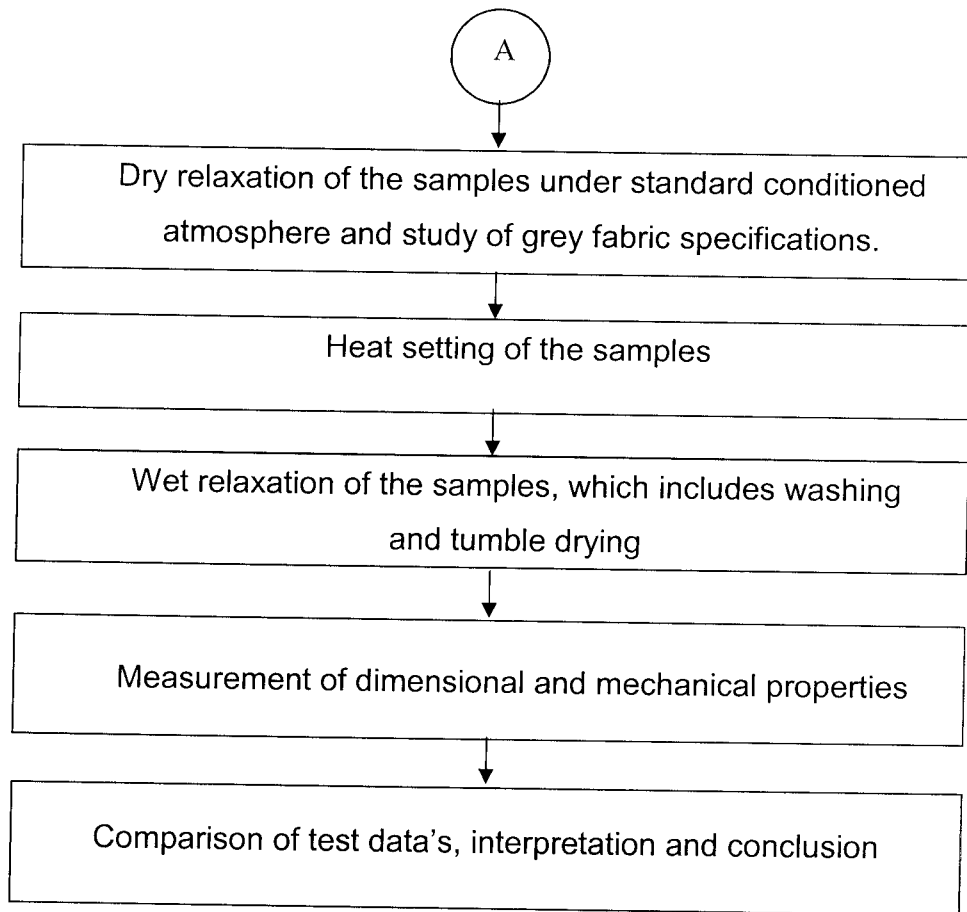 A
Dry relaxation of the samples under standard conditioned
atmosphere and study of grey fabric specifications.
Heat setting of the samples
Wet relaxation of the samples, which includes washing
and tumble drying
Measurement of dimensional and mechanical properties
Comparison of test data's, interpretation and conclusion